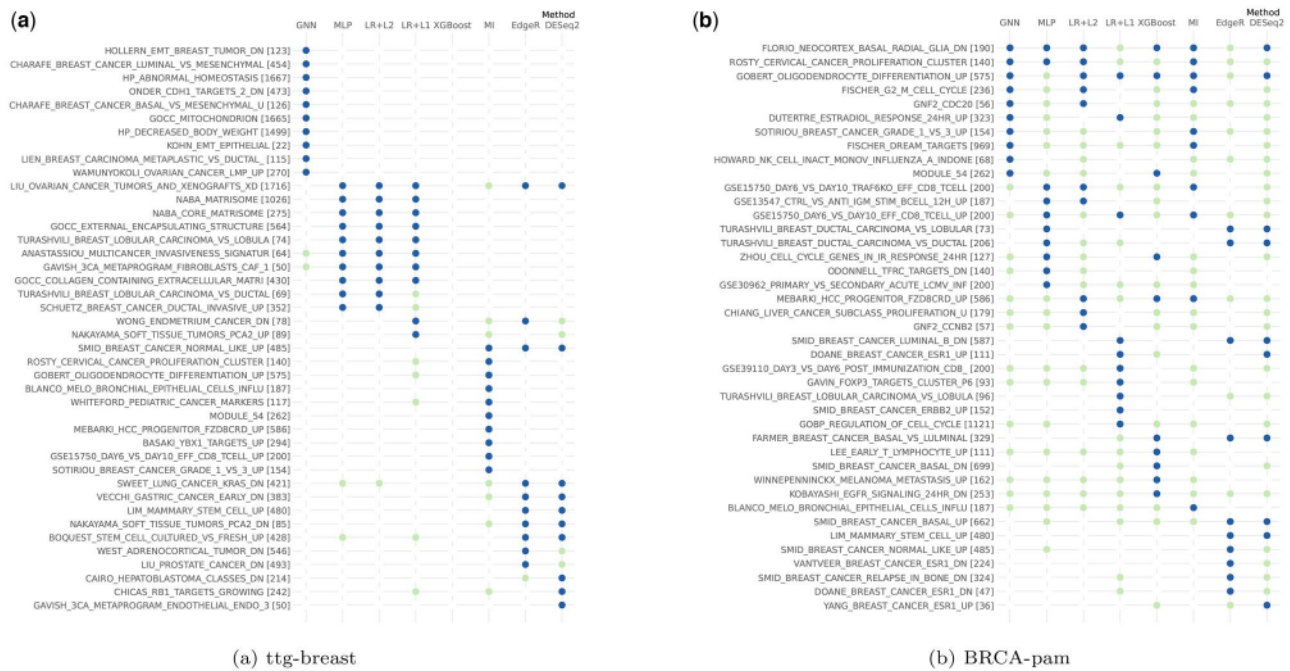 (a)
Method
GNN MLP LR+L2 LR+L1 XGBoost MI EdgeR DESeq2
HOLLERN_EMT_BREAST_TUMOR_DN [123]
CHARAFE_BREAST_CANCER_LUMINAL_VS_MESENCHYMAL [454]
HP_ABNORMAL_HOMEOSTASIS [1667]
ONDER_CDH1_TARGETS_2_DN [473]
CHARAFE_BREAST_CANCER_BASAL_VS_MESENCHYMAL_U [126]
GOCC_MITOCHONDRION [1665]
HP_DECREASED_BODY_WEIGHT [1499]
KOHN_EMT_EPITHELIAL [22]
LIEN_BREAST_CARCINOMA_METAPLASTIC_VS_DUCTAL_ [115]
WAMUNYOKOLI_OVARIAN_CANCER_LMP_UP [270]
LIU_OVARIAN_CANCER_TUMORS_AND_XENOGRAFTS_XD [1716]
NABA_MATRISOME [1026]
NABA_CORE_MATRISOME [275]
GOCC_EXTERNAL_ENCAPSULATING_STRUCTURE [564]
TURASHVILI_BREAST_LOBULAR_CARCINOMA_VS_LOBULA [74]
ANASTASSIOU_MULTICANCER_INVASIVENESS_SIGNATUR [64]
GAVISH_3CA_METAPROGRAM_FIBROBLASTS_CAF_1 [50]
GOCC_COLLAGEN_CONTAINING_EXTRACELLULAR_MATRI [430]
TURASHVILI_BREAST_LOBULAR_CARCINOMA_VS_DUCTAL [69]
SCHUETZ_BREAST_CANCER_DUCTAL_INVASIVE_UP [352]
WONG_ENDMETRIUM_CANCER_DN [78]
NAKAYAMA_SOFT_TISSUE_TUMORS_PCA2_UP [89]
SMID_BREAST_CANCER_NORMAL_LIKE_UP [485]
ROSTY_CERVICAL_CANCER_PROLIFERATION_CLUSTER [140]
GOBERT_OLIGODENDROCYTE_DIFFERENTIATION_UP [575]
BLANCO_MELO_BRONCHIAL_EPITHELIAL_CELLS_INFLU [187]
WHITEFORD_PEDIATRIC_CANCER_MARKERS [117]
MODULE_54 [262]
MEBARKI_HCC_PROGENITOR_FZD8CRD_UP [586]
BASAKI_YBX1_TARGETS_UP [294]
GSE15750_DAY6_VS_DAY10_EFF_CD8_TCELL_UP [200]
SOTIRIOU_BREAST_CANCER_GRADE_1_VS_3_UP [154]
SWEET_LUNG_CANCER_KRAS_DN [421]
VECCHI_GASTRIC_CANCER_EARLY_DN [383]
LIM_MAMMARY_STEM_CELL_UP [480]
NAKAYAMA_SOFT_TISSUE_TUMORS_PCA2_DN [85]
BOQUEST_STEM_CELL_CULTURED_VS_FRESH_UP [428]
WEST_ADRENOCORTICAL_TUMOR_DN [546]
LIU_PROSTATE_CANCER_DN [493]
CAIRO_HEPATOBLASTOMA_CLASSES_DN [214]
CHICAS_RB1_TARGETS_GROWING [242]
GAVISH_3CA_METAPROGRAM_ENDOTHELIAL_ENDO_3 [50]
(a) ttg-breast
(b)
Method
GNN MLP LR+L2 LR+L1 XGBoost MI EdgeR DESeq2
FLORIO_NEOCORTEX_BASAL_RADIAL_GLIA_DN [190]
ROSTY_CERVICAL_CANCER_PROLIFERATION_CLUSTER [140]
GOBERT_OLIGODENDROCYTE_DIFFERENTIATION_UP [575]
FISCHER_G2_M_CELL_CYCLE [236]
GNF2_CDC20 [56]
DUTERTRE_ESTRADIOL_RESPONSE_24HR_UP [323]
SOTIRIOU_BREAST_CANCER_GRADE_1_VS_3_UP [154]
FISCHER_DREAM_TARGETS [969]
HOWARD_NK_CELL_INACT_MONOV_INFLUENZA_A_INDONE [68]
MODULE_54 [262]
GSE15750_DAY6_VS_DAY10_TRAF6KO_EFF_CD8_TCELL [200]
GSE13547_CTRL_VS_ANTI_IGM_STIM_BCELL_12H_UP [187]
GSE15750_DAY6_VS_DAY10_EFF_CD8_TCELL_UP [200]
TURASHVILI_BREAST_DUCTAL_CARCINOMA_VS_LOBULAR [73]
TURASHVILI_BREAST_DUCTAL_CARCINOMA_VS_DUCTAL [206]
ZHOU_CELL_CYCLE_GENES_IN_IR_RESPONSE_24HR [127]
ODONNELL_TFRC_TARGETS_DN [140]
GSE30962_PRIMARY_VS_SECONDARY_ACUTE_LCMV_INF [200]
MEBARKI_HCC_PROGENITOR_FZD8CRD_UP [586]
CHIANG_LIVER_CANCER_SUBCLASS_PROLIFERATION_U [179]
GNF2_CCNB2 [57]
SMID_BREAST_CANCER_LUMINAL_B_DN [587]
DOANE_BREAST_CANCER_ESR1_UP [111]
GSE39110_DAY3_VS_DAY6_POST_IMMUNIZATION_CD8_ [200]
GAVIN_FOXP3_TARGETS_CLUSTER_P6 [93]
TURASHVILI_BREAST_LOBULAR_CARCINOMA_VS_LOBULA [96]
SMID_BREAST_CANCER_ERBB2_UP [152]
GOBP_REGULATION_OF_CELL_CYCLE [1121]
FARMER_BREAST_CANCER_BASAL_VS_LULMINAL [329]
LEE_EARLY_T_LYMPHOCYTE_UP [111]
SMID_BREAST_CANCER_BASAL_DN [699]
WINNEPENNINCKX_MELANOMA_METASTASIS_UP [162]
KOBAYASHI_EGFR_SIGNALING_24HR_DN [253]
BLANCO_MELO_BRONCHIAL_EPITHELIAL_CELLS_INFLU [187]
SMID_BREAST_CANCER_BASAL_UP [662]
LIM_MAMMARY_STEM_CELL_UP [480]
SMID_BREAST_CANCER_NORMAL_LIKE_UP [485]
VANTVEER_BREAST_CANCER_ESR1_DN [224]
SMID_BREAST_CANCER_RELAPSE_IN_BONE_DN [324]
DOANE_BREAST_CANCER_ESR1_DN [47]
YANG_BREAST_CANCER_ESR1_UP [36]
(b) BRCA-pam